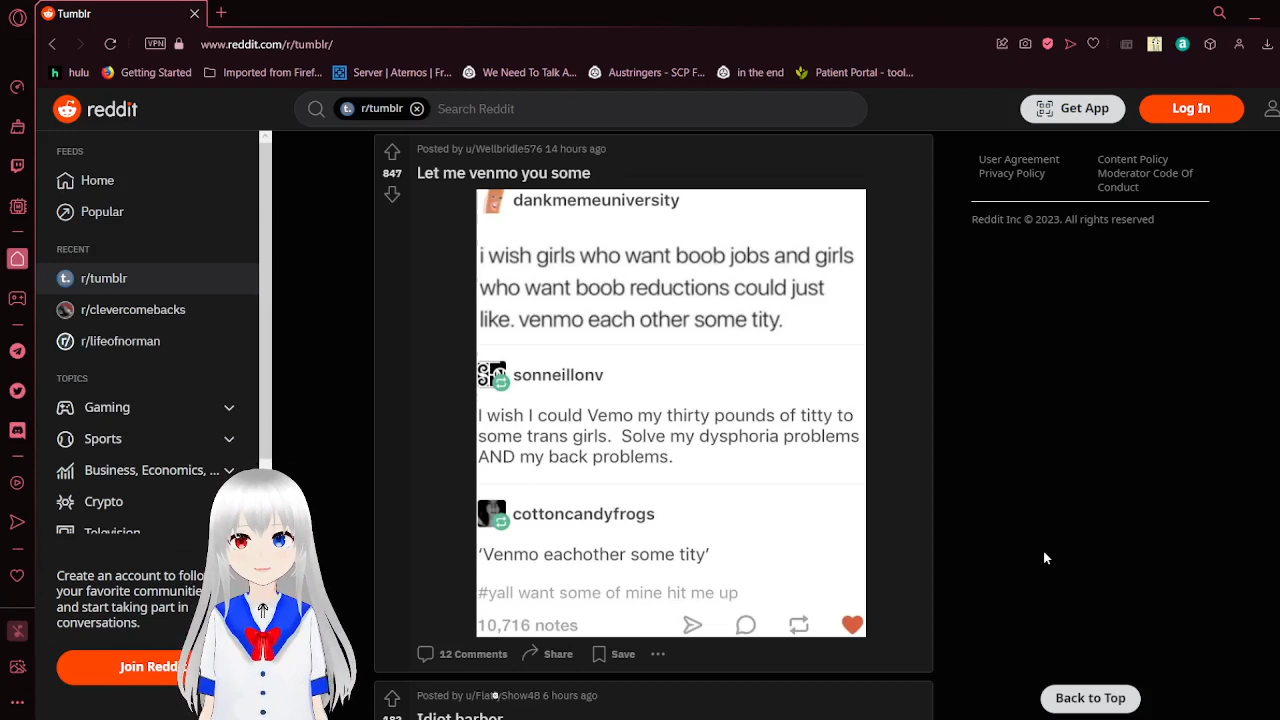 Tumblr
VPN
www.reddit.com/r/tumblr/
h hulu
Getting Started
Imported from Firef...
Server | Aternos | Fr...
We Need To Talk A...
Austringers - SCP F...
in the end
Patient Portal - tool...
reddit
r/tumblr
Search Reddit
Get App
Log In
FEEDS
Home
Popular
RECENT
r/tumblr
r/clevercomebacks
r/lifeofnorman
TOPICS
Gaming
Sports
Business, Economics, ...
Crypto
Television
Create an account to follo
your favorite communitie
and start taking part in
conversations.
Join Reddi
Posted by u/Wellbridle576 14 hours ago
847
Let me venmo you some
dankmemeuniversity
i wish girls who want boob jobs and girls
who want boob reductions could just
like. venmo each other some tity.
sonneillonv
I wish I could Vemo my thirty pounds of titty to
some trans girls. Solve my dysphoria problems
AND my back problems.
cottoncandyfrogs
‘Venmo eachother some tity’
#yall want some of mine hit me up
10,716 notes
12 Comments
Share
Save
Posted by 6 hours ago
Idiot barber
User Agreement
Privacy Policy
Content Policy
Moderator Code Of
Conduct
Reddit Inc © 2023. All rights reserved
Back to Top